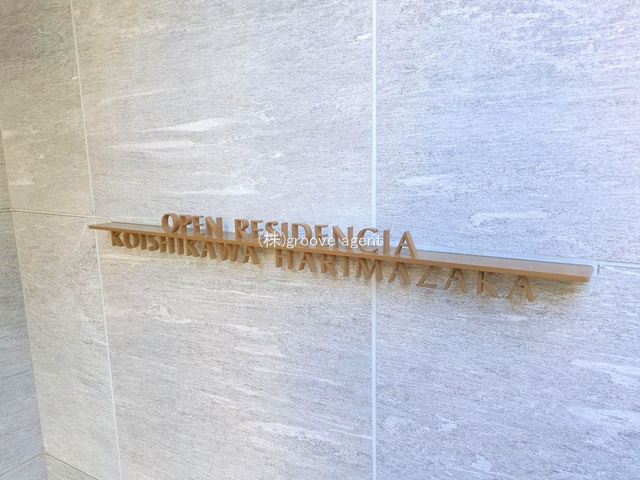 OPEN RESIDENCIA
KOISHIKAWA HARIMAZAKA
(株)groove agent